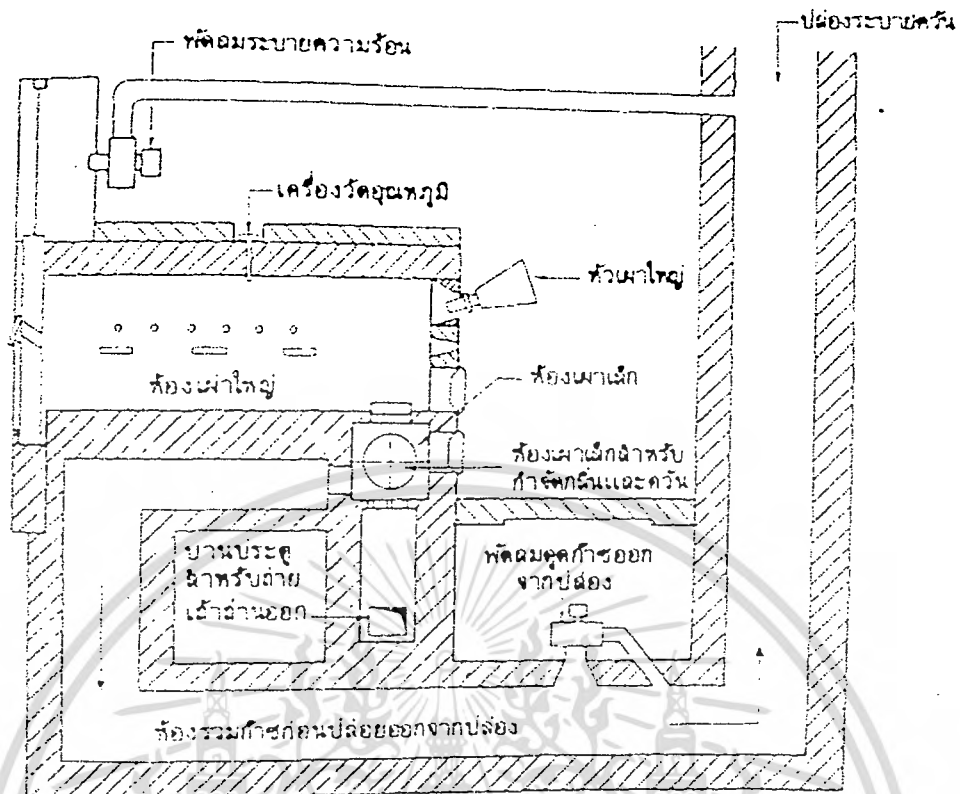 ปล่องระบายควัน
พัดลมระบายความร้อน
เครื่องวัดอุณหภูมิ
หัวเผาใหญ่
ห้องเผาใหญ่
ห้องเผาเล็ก
ห้องเผาเล็กสำหรับ
กำจัดกลิ่นและควัน
บานประตู
สำหรับถ่าย
เถ้าถ่านออก
พัดลมดูดก๊าซออก
จากปล่อง
ห้องรวมก๊าซก่อนปล่อยออกจากปล่อง